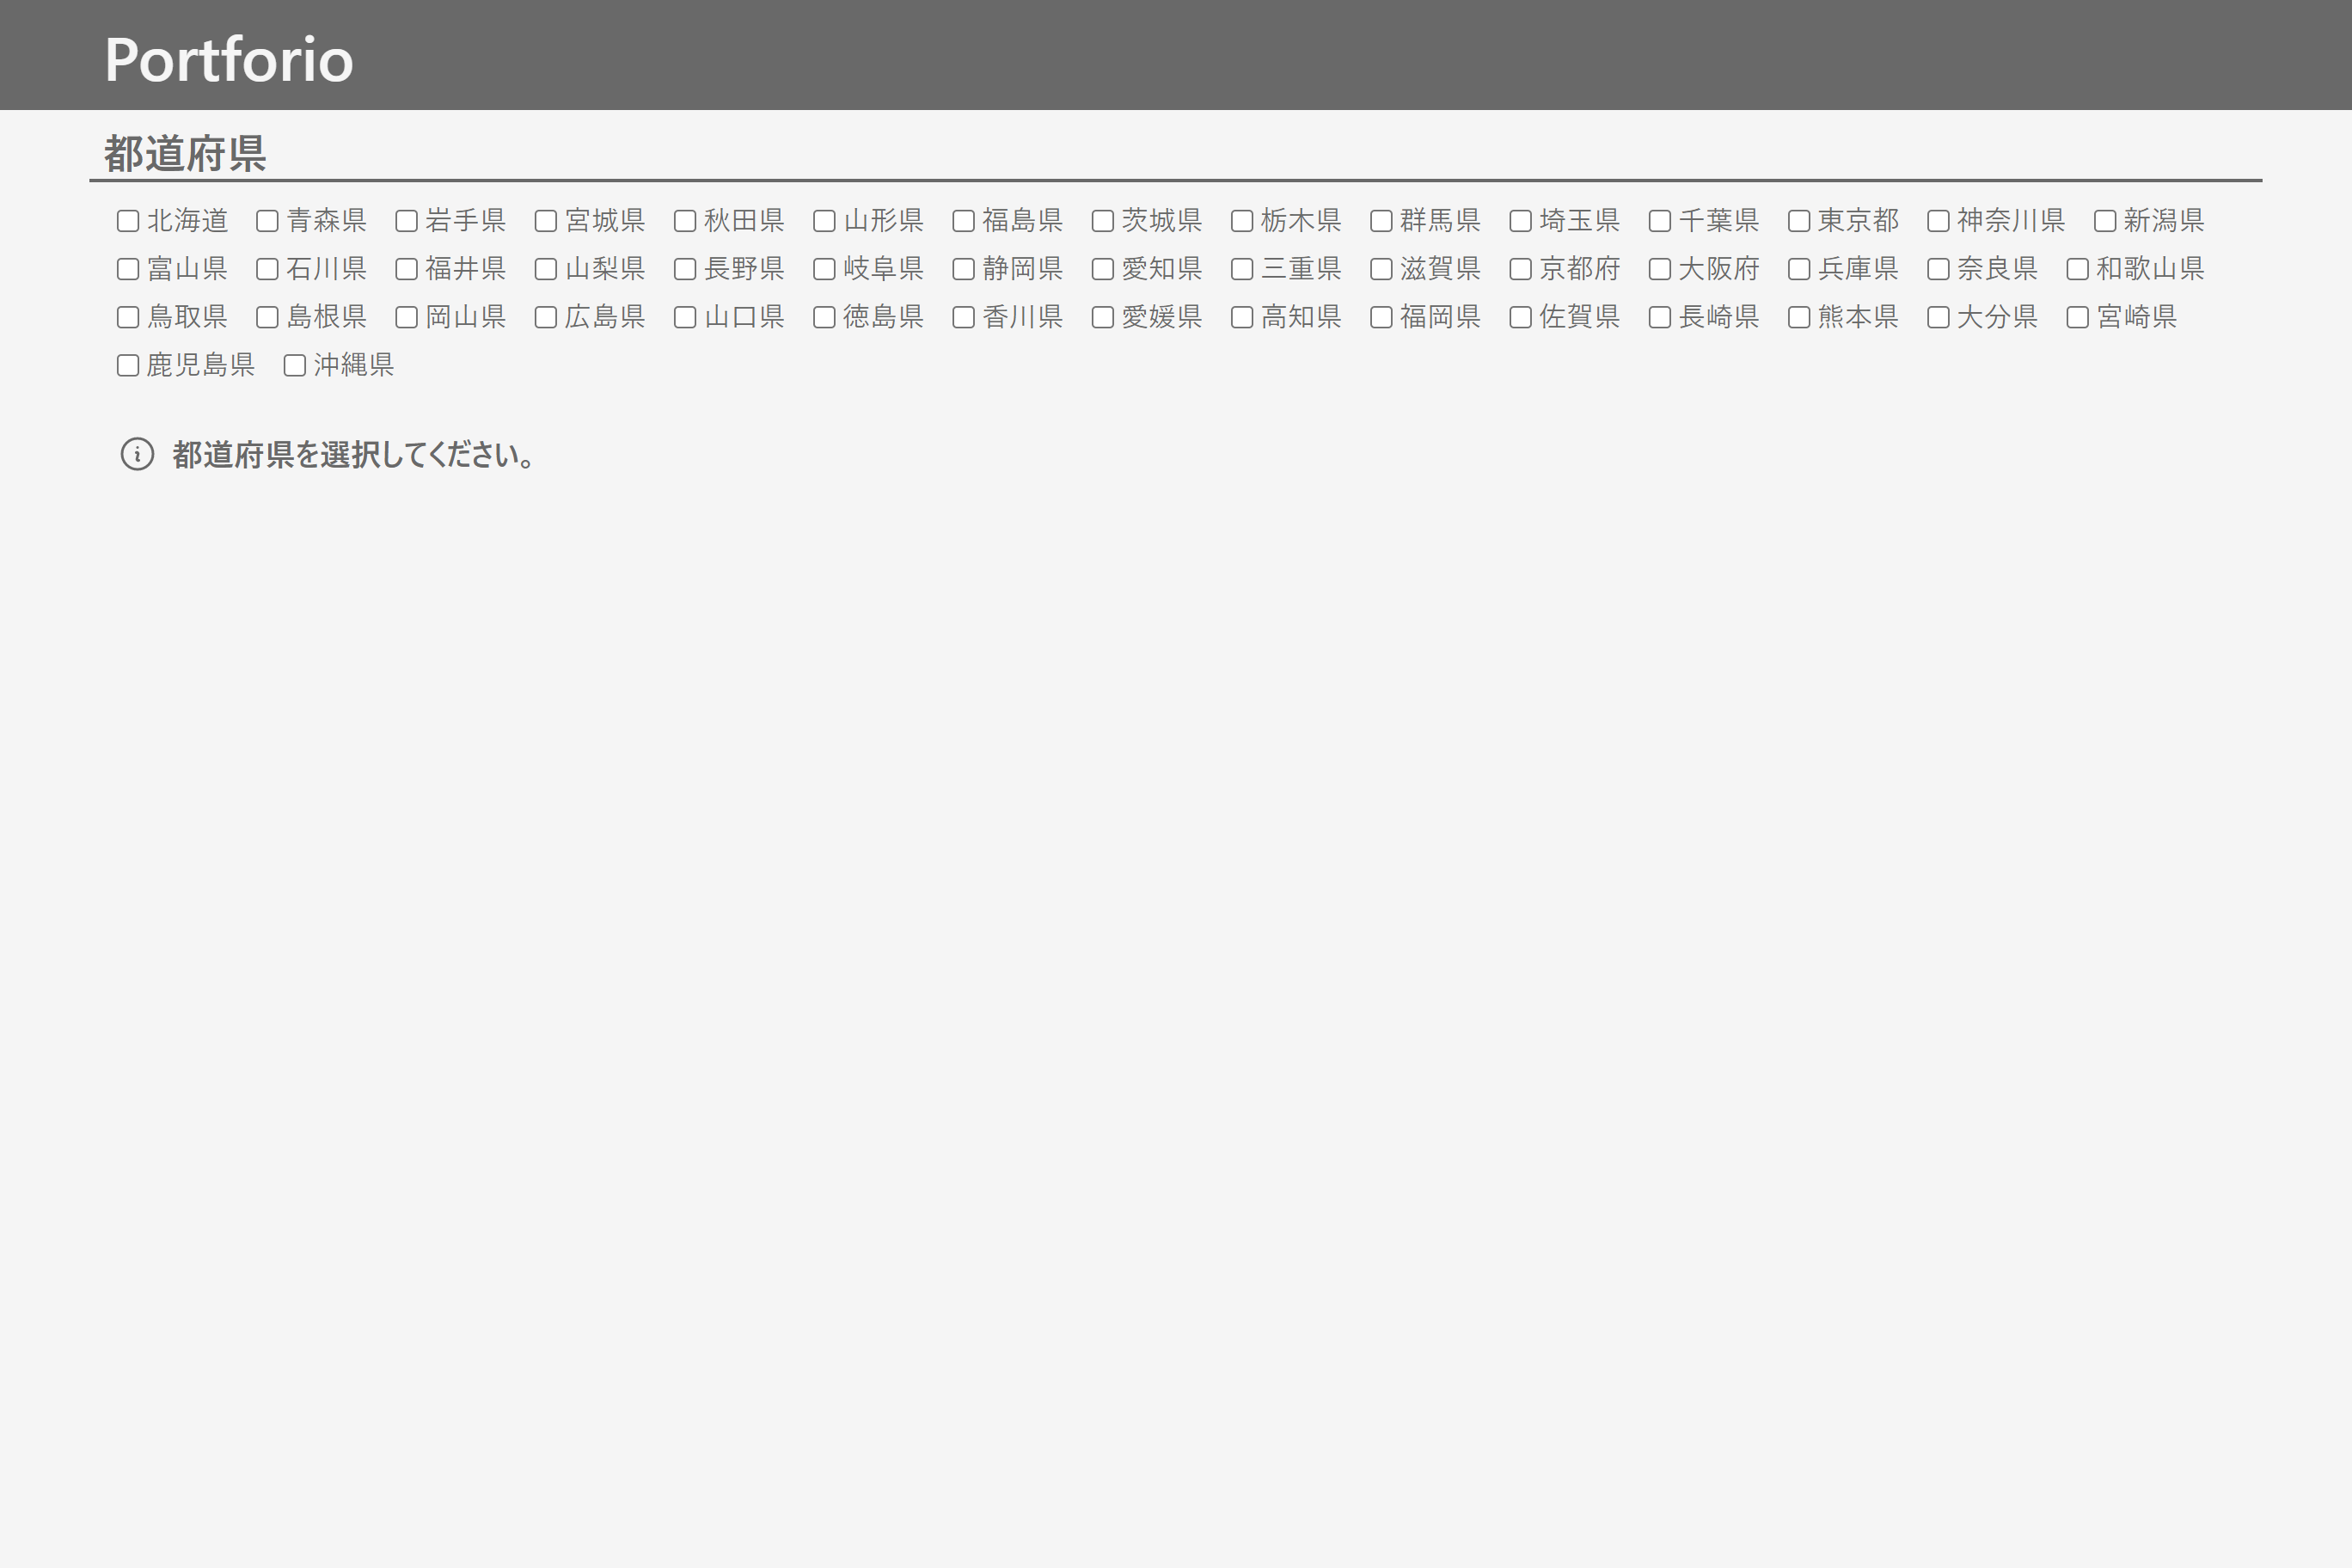 Portforio
都道府県
北海道 青森県 岩手県 宮城県 秋田県 山形県 福島県 茨城県 栃木県 群馬県 埼玉県 千葉県 東京都 神奈川県 新潟県
富山県 石川県 福井県 山梨県 長野県 岐阜県 静岡県 愛知県 三重県 滋賀県 京都府 大阪府 兵庫県 奈良県 和歌山県
鳥取県 島根県 岡山県 広島県 山口県 徳島県 香川県 愛媛県 高知県 福岡県 佐賀県 長崎県 熊本県 大分県 宮崎県
鹿児島県 沖縄県
都道府県を選択してください。